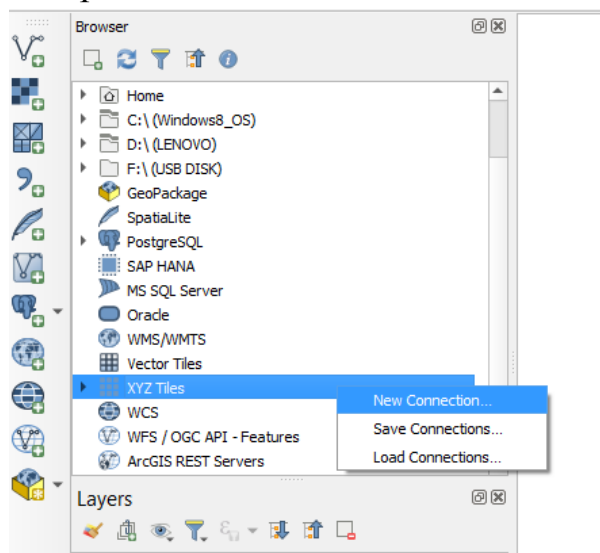 Browser
Home
C:\ (Windows8_OS)
D:\ (LENOVO)
F:\ (USB DISK)
GeoPackage
SpatiaLite
PostgreSQL
SAP HANA
MS SQL Server
Oracle
WMS/WMTS
Vector Tiles
XYZ Tiles
New Connection...
WCS
Save Connections...
WFS / OGC API - Features
Load Connections...
ArcGIS REST Servers
Layers